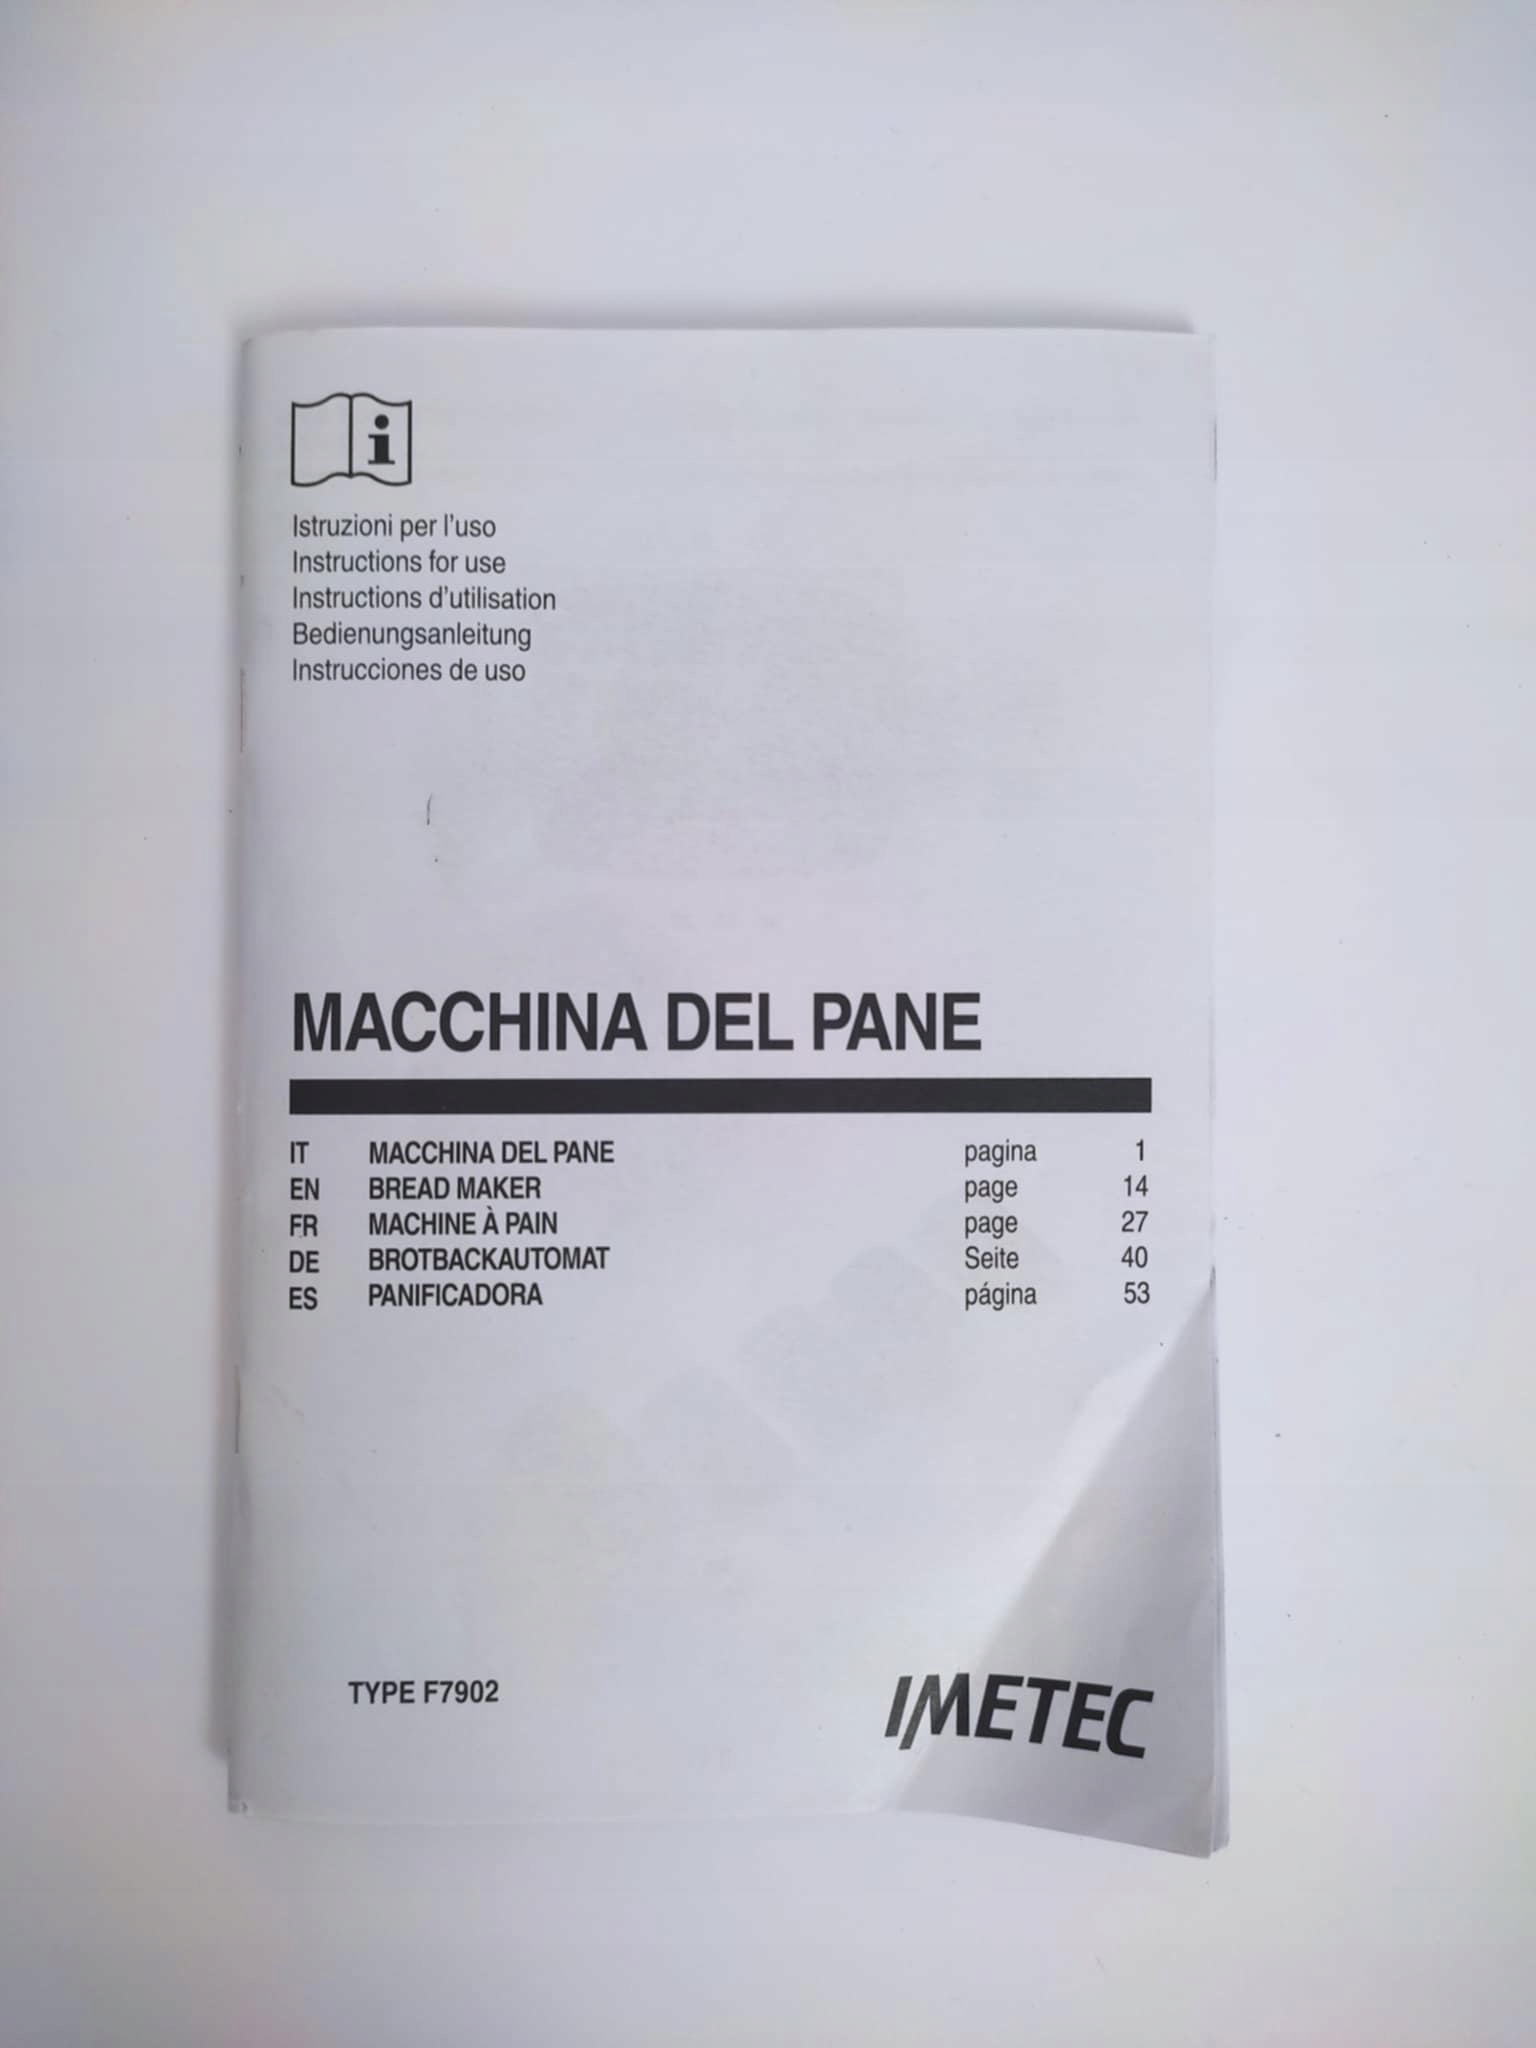 i
Istruzioni per l'uso
Instructions for use
Instructions d'utilisation
Bedienungsanleitung
Instrucciones de uso
MACCHINA DEL PANE
IT MACCHINA DEL PANE pagina 1
EN BREAD MAKER page 14
FR MACHINE À PAIN page 27
DE BROTBACKAUTOMAT Seite 40
ES PANIFICADORA página 53
TYPE F7902
IMETEC